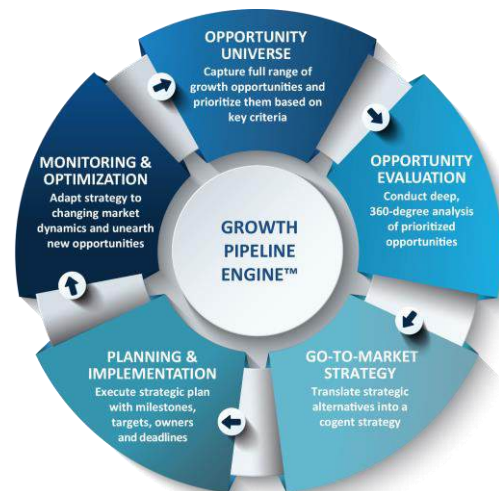 OPPORTUNITY
UNIVERSE
Capture full range of
growth opportunities and
prioritize them based on
key criteria
OPPORTUNITY
EVALUATION
Conduct deep,
360-degree analysis
of prioritized
opportunities
GO-TO-MARKET
STRATEGY
Translate strategic
alternatives into a
cogent strategy
PLANNING &
IMPLEMENTATION
Execute strategic plan
with milestones,
targets, owners
and deadlines
MONITORING &
OPTIMIZATION
Adapt strategy to
changing market
dynamics and unearth
new opportunities
GROWTH
PIPELINE
ENGINE™